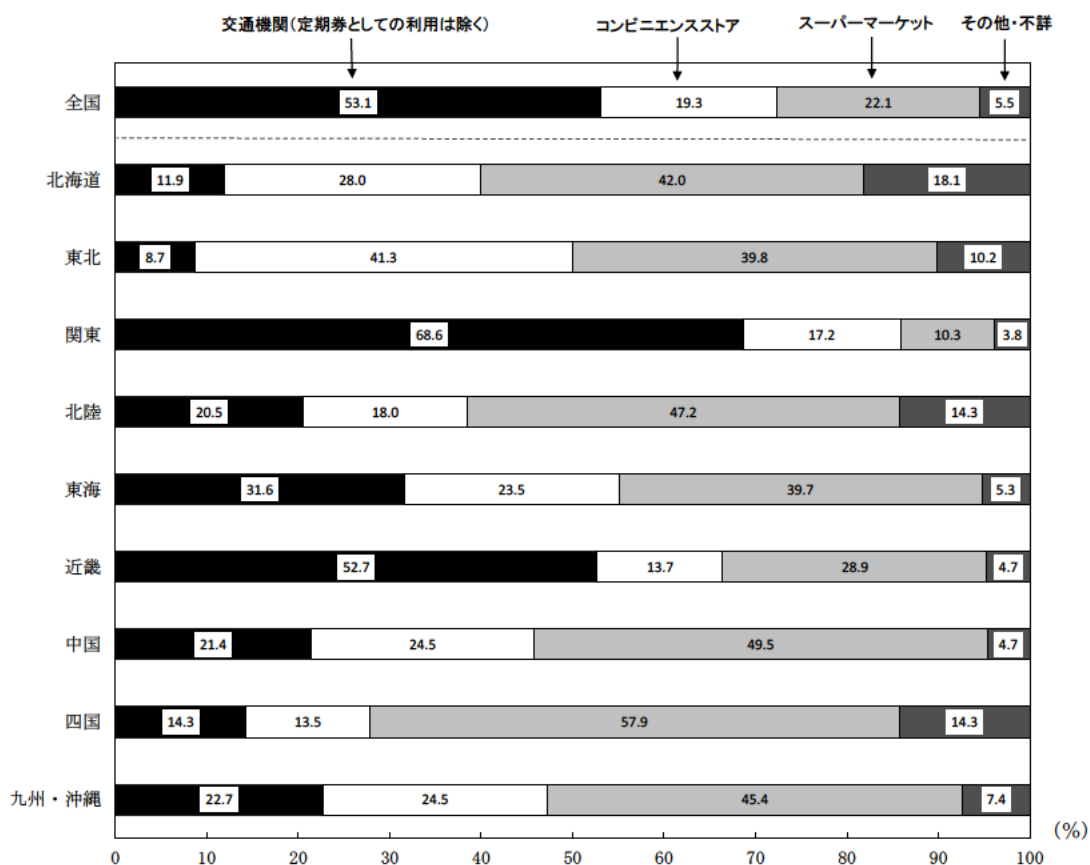 交通機関(定期券としての利用は除く) コンビニエンスストア スーパーマーケット その他・不詳
全国 53.1 19.3 22.1 5.5
北海道 11.9 28.0 42.0 18.1
東北 8.7 41.3 39.8 10.2
関東 68.6 17.2 10.3 3.8
北陸 20.5 18.0 47.2 14.3
東海 31.6 23.5 39.7 5.3
近畿 52.7 13.7 28.9 4.7
中国 21.4 24.5 49.5 4.7
四国 14.3 13.5 57.9 14.3
九州・沖縄 22.7 24.5 45.4 7.4
(%)
0 10 20 30 40 50 60 70 80 90 100